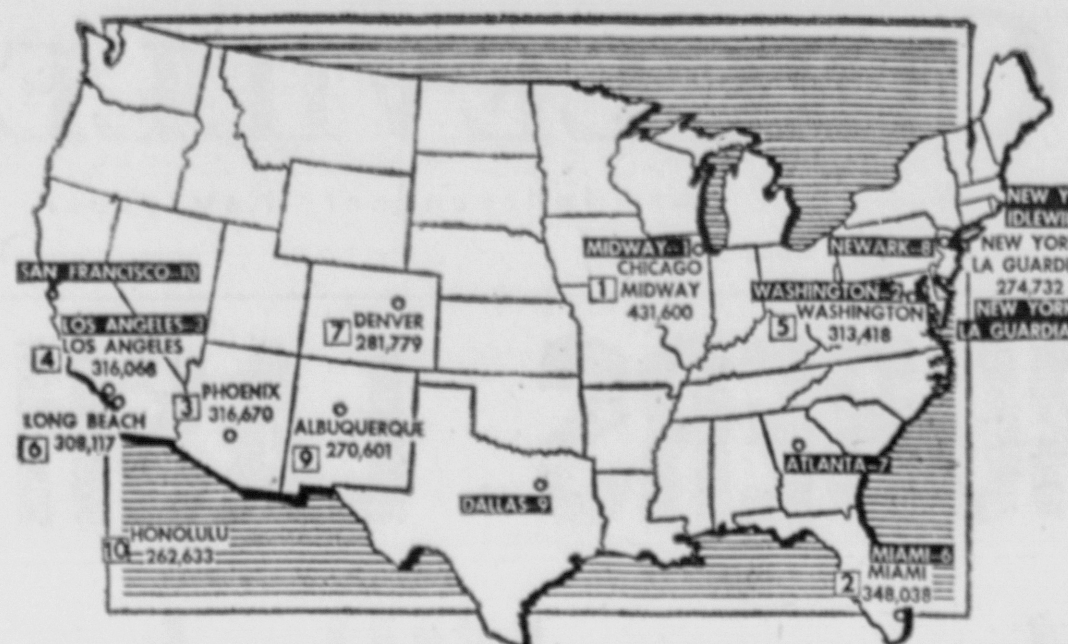 SAN FRANCISCO-10
LOS ANGELES-3
LOS ANGELES
4
316,068
LONG BEACH
6 308,117
PHOENIX
3 316,670
DENVER
7 281,779
ALBUQUERQUE
9 270,601
HONOLULU
10 262,633
DALLAS-9
MIDWAY-1
CHICAGO
1 MIDWAY
431,600
WASHINGTON-2
WASHINGTON
5 313,418
NEWARK-8
NEW Y
IDLEWI
NEW YOR
LA GUARDI
274,732
NEW YORK
LA GUARDIA
ATLANTA-7
MIAMI-6
MIAMI
2 348,038